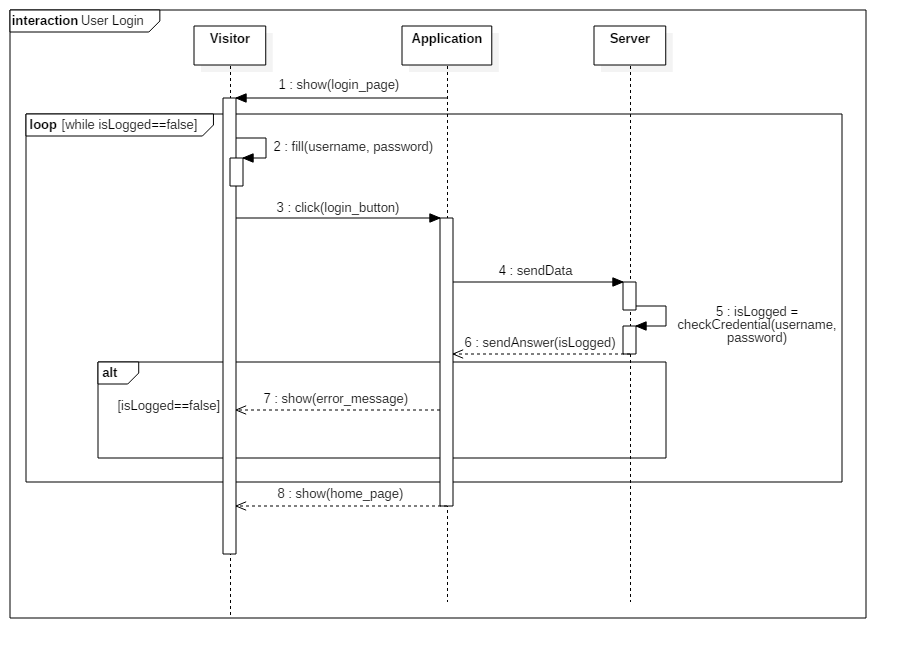 interaction User Login
Visitor
Application
Server
1 : show(login_page)
loop [while isLogged==false]
2 : fill(username, password)
3 : click(login_button)
4 : sendData
5 : isLogged =
checkCredential(username,
password)
6 : sendAnswer(isLogged)
alt
[isLogged==false]
7 : show(error_message)
8 : show(home_page)